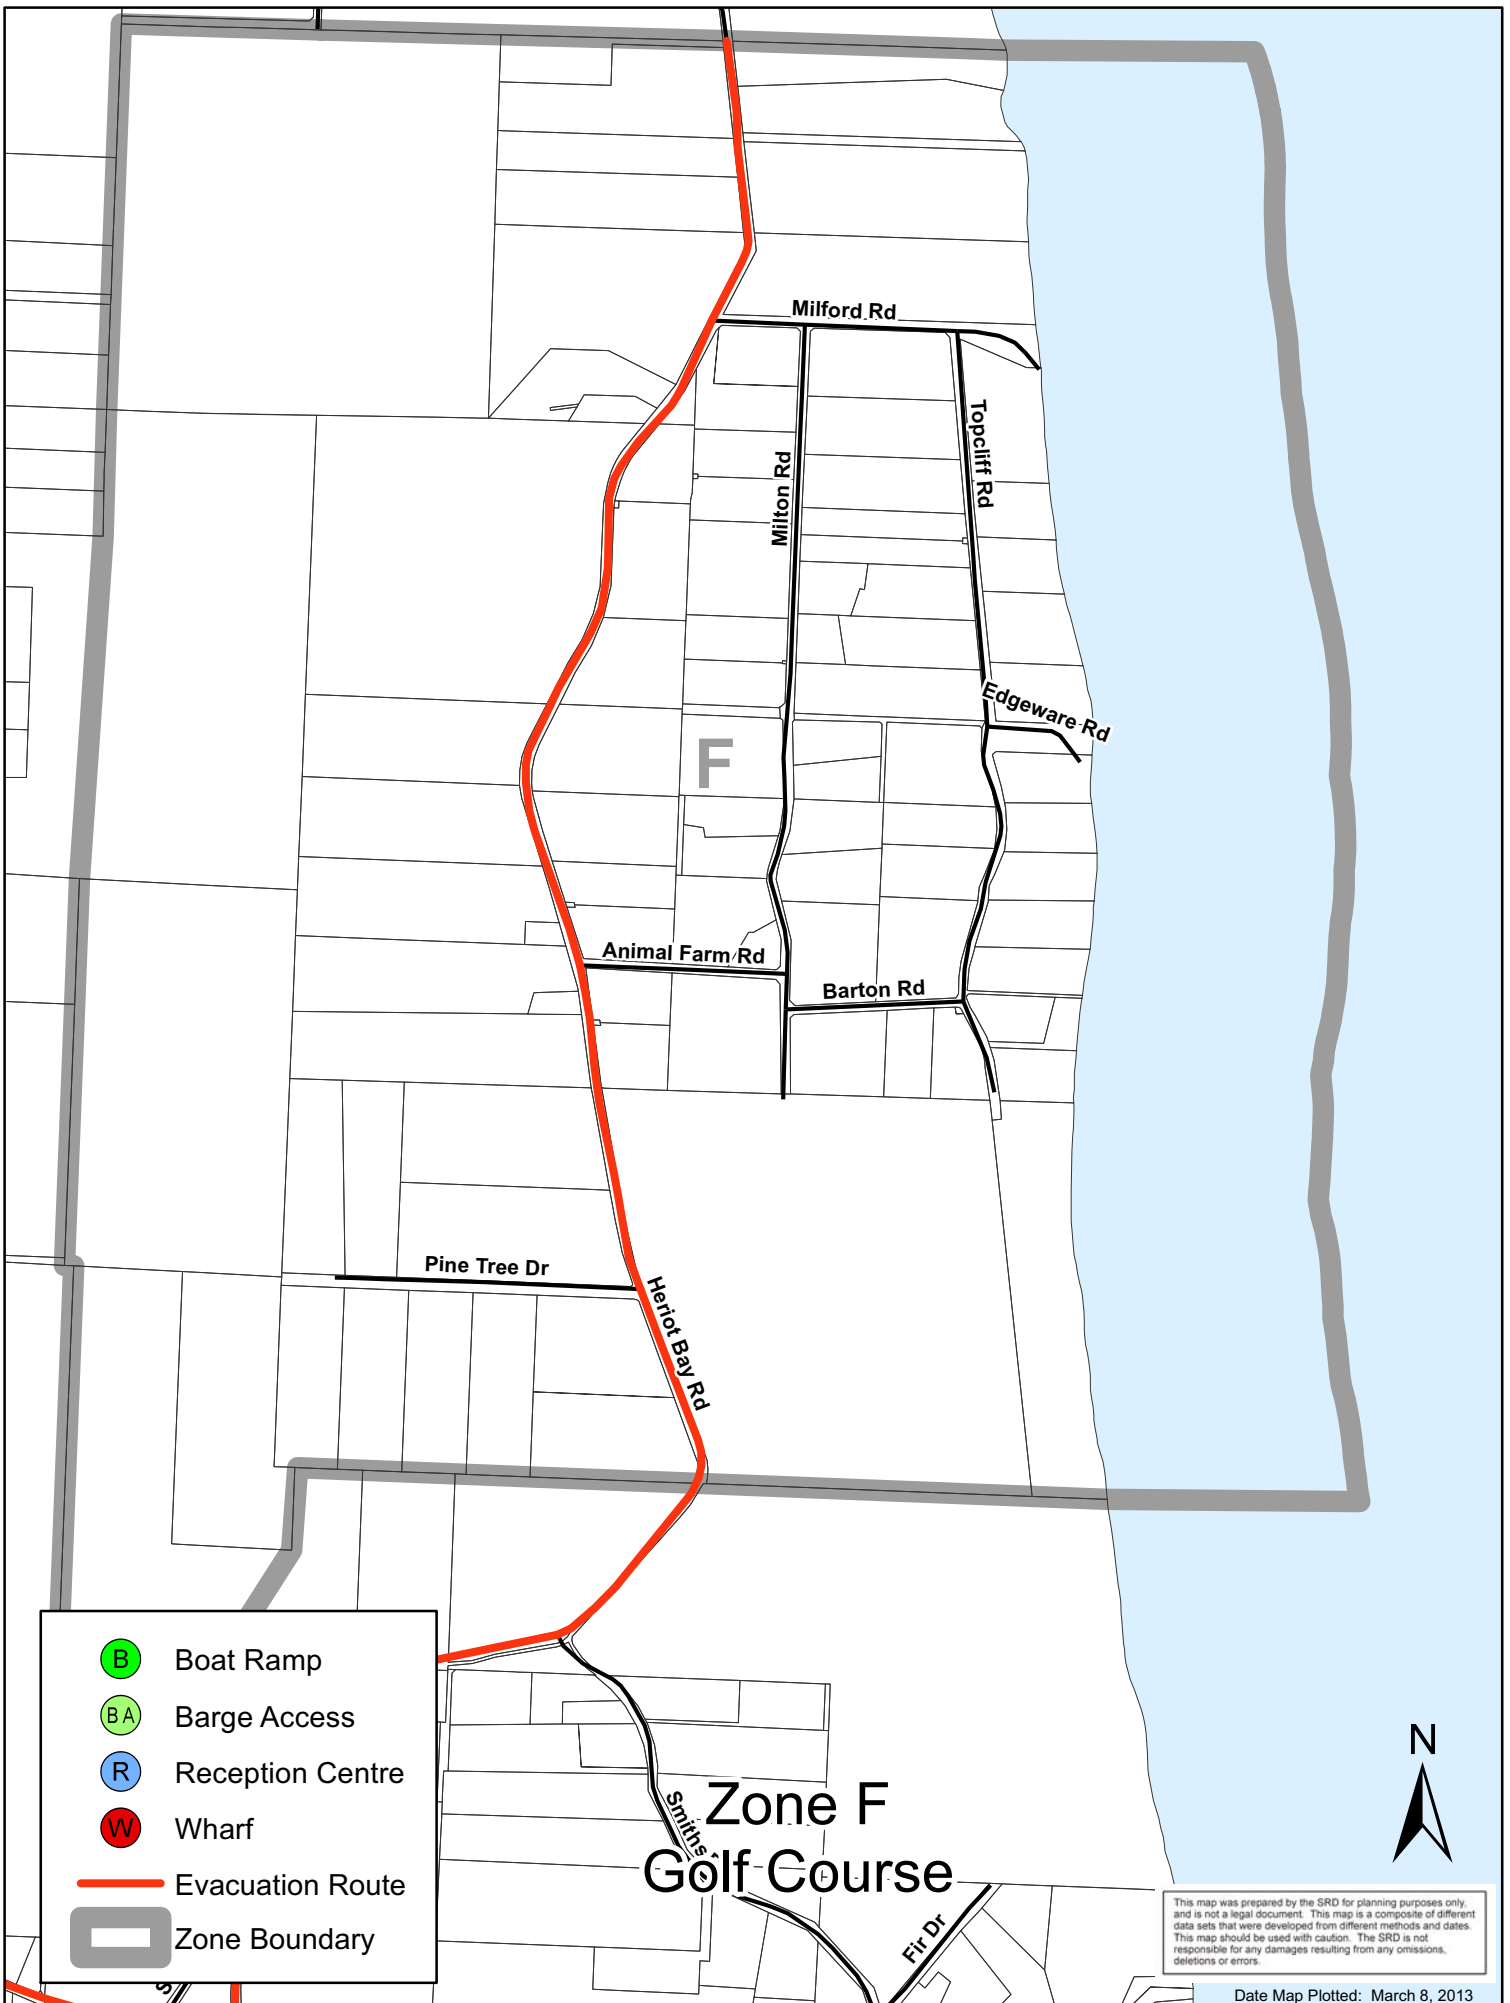 Milford Rd
Topcliff Rd
Milton Rd
Edgeware Rd
F
Animal Farm Rd
Barton Rd
Pine Tree Dr
Heriot Bay Rd
B Boat Ramp
BA Barge Access
R Reception Centre
W Wharf
Evacuation Route
Zone Boundary
Smiths
Zone F
Golf Course
Fir Dr
S
N
This map was prepared by the SRD for planning purposes only,
and is not a legal document. This map is a composite of different
data sets that were developed from different methods and dates.
This map should be used with caution. The SRD is not
responsible for any damages resulting from any omissions,
deletions or errors.
Date Map Plotted: March 8, 2013